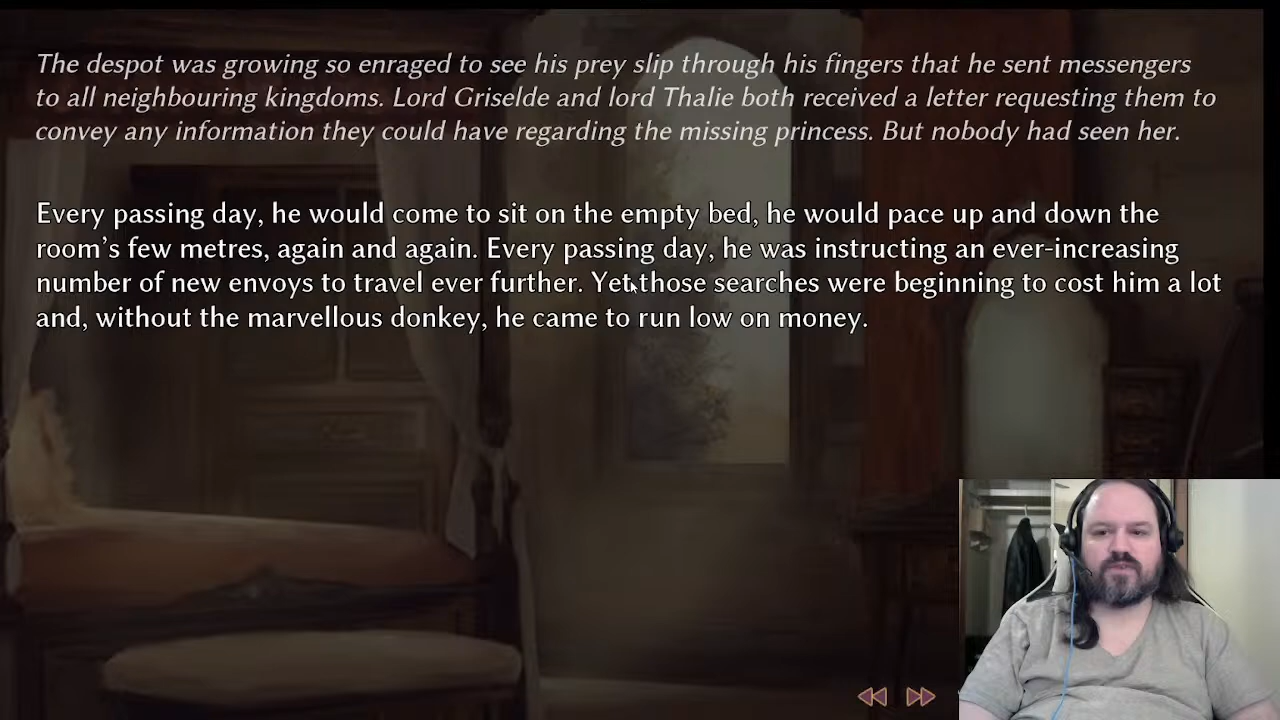 The despot was growing so enraged to see his prey slip through his fingers that he sent messengers
to all neighbouring kingdoms. Lord Griselde and lord Thalie both received a letter requesting them to
convey any information they could have regarding the missing princess. But nobody had seen her.
Every passing day, he would come to sit on the empty bed, he would pace up and down the
room's few metres, again and again. Every passing day, he was instructing an ever-increasing
number of new envoys to travel ever further. Yet those searches were beginning to cost him a lot
and, without the marvellous donkey, he came to run low on money.